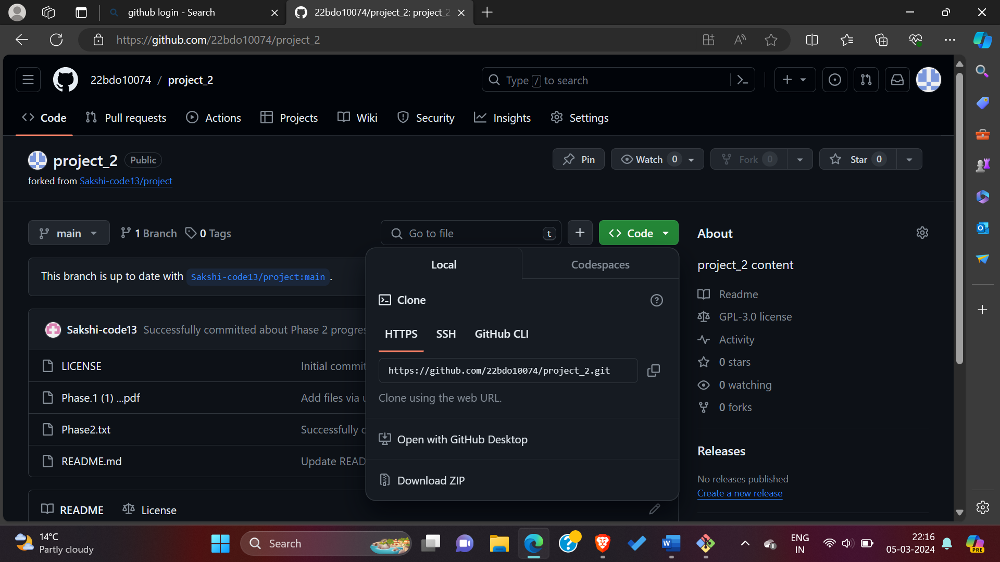 github login - Search
22bdo10074/project_2: project_2
https://github.com/22bdo10074/project_2
22bdo10074 / project_2
Type / to search
Code
Pull requests
Actions
Projects
Wiki
Security
Insights
Settings
project_2 Public
Pin
Watch 0
Fork 0
Star 0
forked from Sakshi-code13/project
main
1 Branch
0 Tags
Go to file t
Code
About
Local
Codespaces
project_2 content
This branch is up to date with Sakshi-code13/project:main .
Clone
Readme
GPL-3.0 license
Sakshi-code13 Successfully committed about Phase 2 progres
HTTPS
SSH
GitHub CLI
Activity
0 stars
LICENSE
Initial commit
https://github.com/22bdo10074/project_2.git
0 watching
Phase.1 (1) ...pdf
Add files via u
Clone using the web URL.
0 forks
Phase2.txt
Successfully c
Open with GitHub Desktop
Releases
README.md
Update READ
Download ZIP
No releases published
Create a new release
README
License
14°C
Partly cloudy
Search
ENG
IN
22:16
05-03-2024
PRE